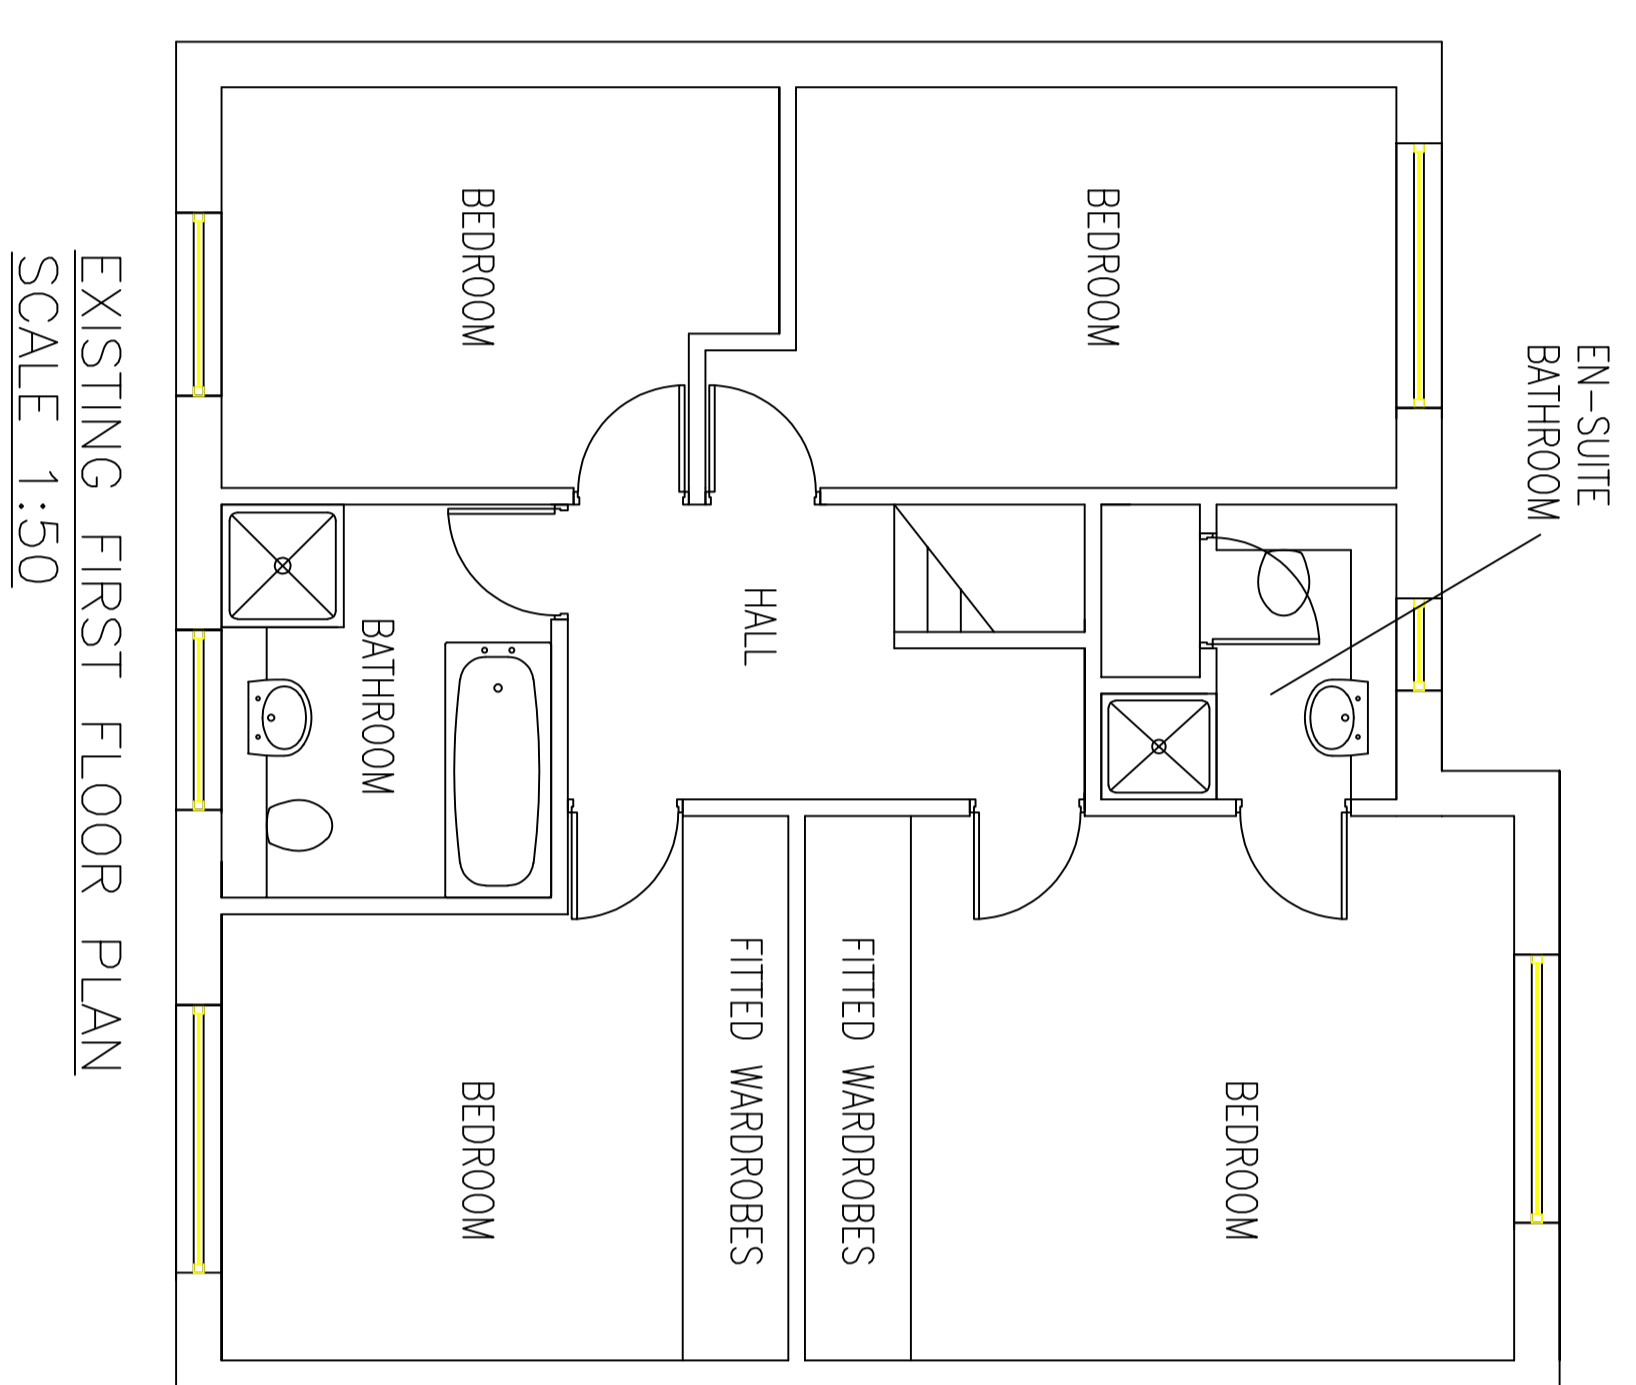 EN-SUITE
BATHROOM
BEDROOM
BEDROOM
HALL
BATHROOM
FITTED WARDROBES
FITTED WARDROBES
BEDROOM
BEDROOM
EXISTING FIRST FLOOR PLAN
SCALE 1:50